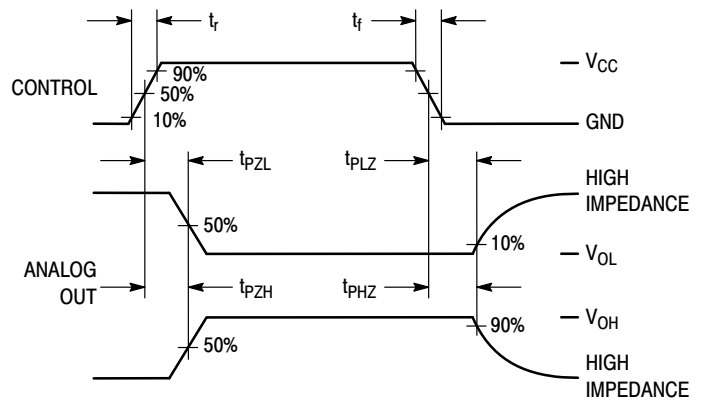 tr
tf
CONTROL
90%
50%
10%
VCC
GND
tPZL
tPLZ
HIGH
IMPEDANCE
50%
10%
VOL
ANALOG
OUT
tPZH
tPHZ
VOH
90%
50%
HIGH
IMPEDANCE